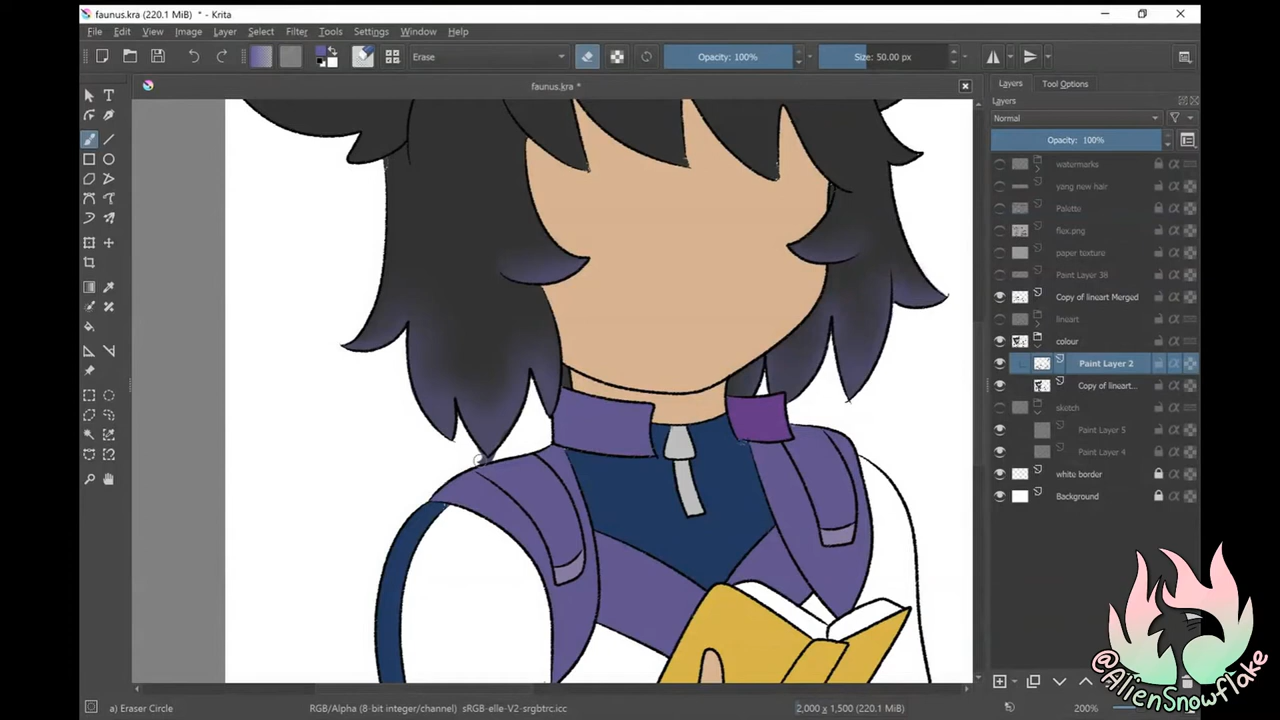 faunus.kra (220.1 MiB) * - Krita
File Edit View Image Layer Select Filter Tools Settings Window Help
Erase Opacity: 100% Size: 50.00 px
faunus.kra *
Layers Tool Options
Layers
Normal
Opacity: 100%
watermarks
yang new hair
Palette
flex.png
paper texture
Paint Layer 38
Copy of lineart Merged
lineart
colour
Paint Layer 2
Copy of lineart...
sketch
Paint Layer 5
Paint Layer 4
white border
Background
@AlienSnowflake
a) Eraser Circle RGB/Alpha (8-bit integer/channel) sRGB-elle-V2-srgbtrc.icc 2,000 x 1,500 (220.1 MiB) 200%